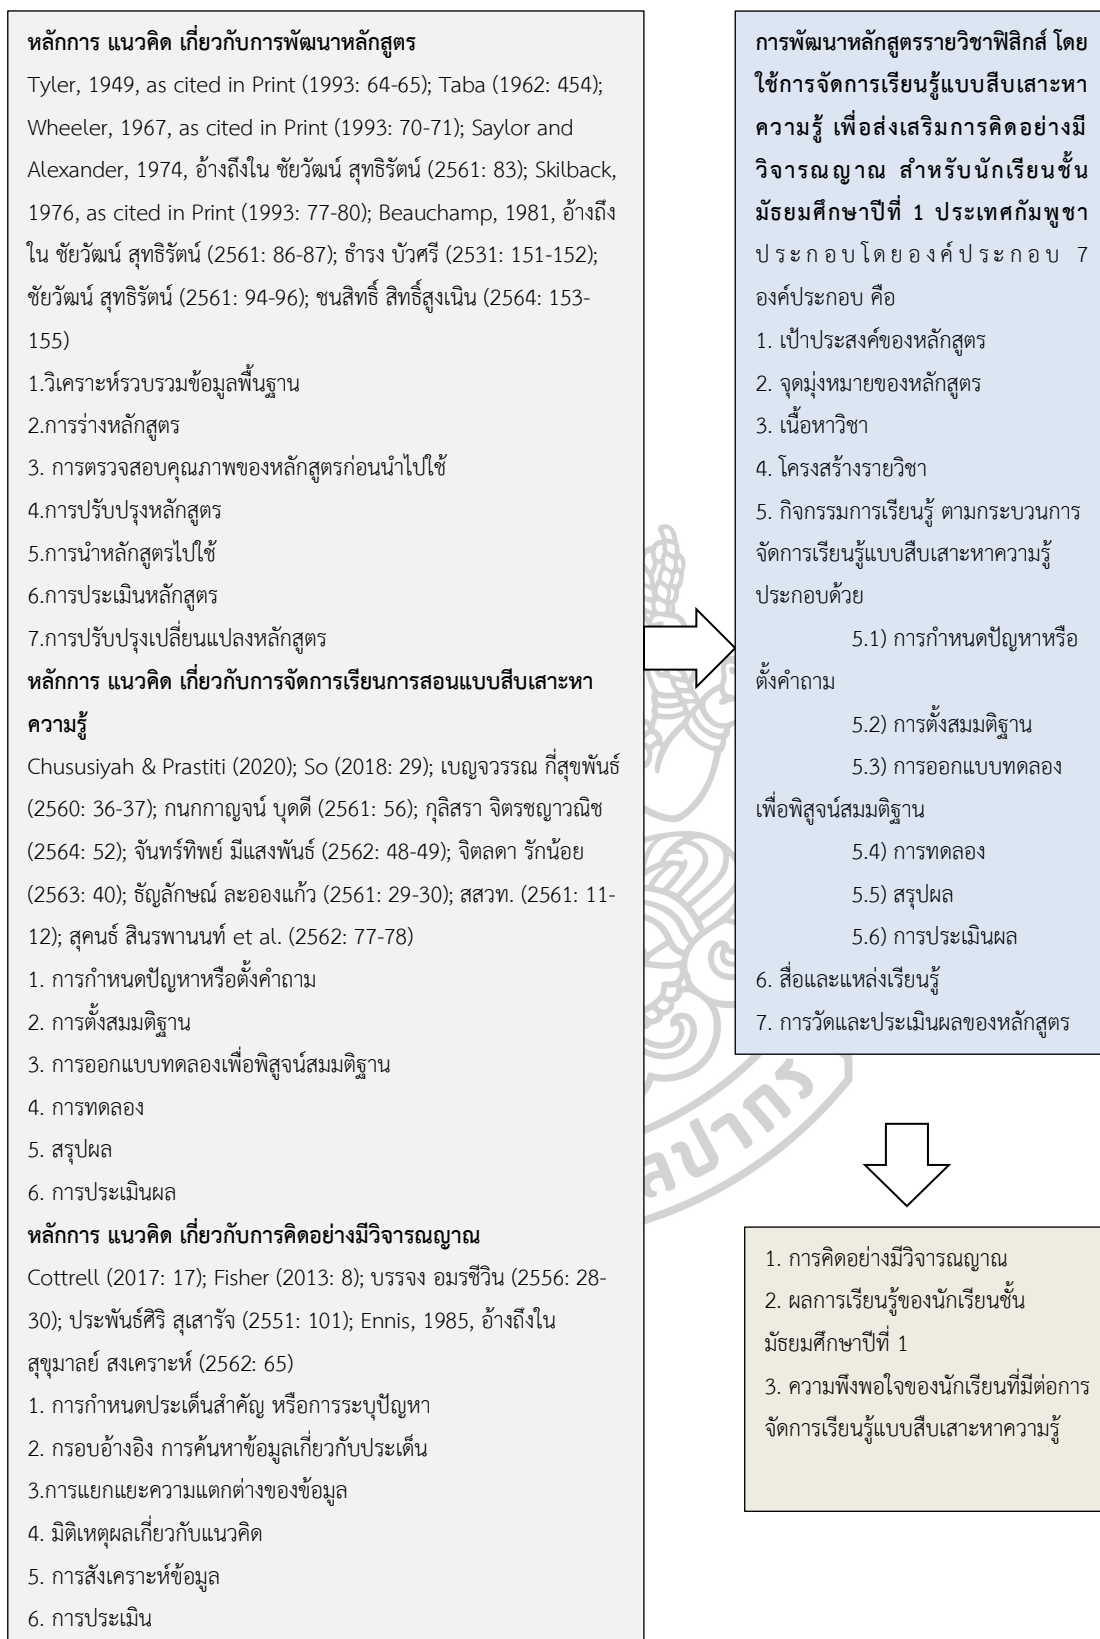 หลักการ แนวคิด เกี่ยวกับการพัฒนาหลักสูตร
Tyler, 1949, as cited in Print (1993: 64-65); Taba (1962: 454);
Wheeler, 1967, as cited in Print (1993: 70-71); Saylor and
Alexander, 1974, อ้างถึงใน ชัยวัฒน์ สุทธิรัตน์ (2561: 83); Skilback,
1976, as cited in Print (1993: 77-80); Beauchamp, 1981, อ้างถึง
ใน ชัยวัฒน์ สุทธิรัตน์ (2561: 86-87); ธำรง บัวศรี (2531: 151-152);
ชัยวัฒน์ สุทธิรัตน์ (2561: 94-96); ชนสิทธิ์ สิทธิ์สูงเนิน (2564: 153-
155)
1.วิเคราะห์รวบรวมข้อมูลพื้นฐาน
2.การร่างหลักสูตร
3. การตรวจสอบคุณภาพของหลักสูตรก่อนนำไปใช้
4.การปรับปรุงหลักสูตร
5.การนำหลักสูตรไปใช้
6.การประเมินหลักสูตร
7.การปรับปรุงเปลี่ยนแปลงหลักสูตร
หลักการ แนวคิด เกี่ยวกับการจัดการเรียนการสอนแบบสืบเสาะหา
ความรู้
Chususiyah & Prastiti (2020); So (2018: 29); เบญจวรรณ กี่สุขพันธ์
(2560: 36-37); กนกกาญจน์ บุดดี (2561: 56); กุลิสรา จิตรชญาวณิช
(2564: 52); จันทร์ทิพย์ มีแสงพันธ์ (2562: 48-49); จิตลดา รักน้อย
(2563: 40); ธัญลักษณ์ ละอองแก้ว (2561: 29-30); สสวท. (2561: 11-
12); สุคนธ์ สินธพานนท์ et al. (2562: 77-78)
1. การกำหนดปัญหาหรือตั้งคำถาม
2. การตั้งสมมติฐาน
3. การออกแบบทดลองเพื่อพิสูจน์สมมติฐาน
4. การทดลอง
5. สรุปผล
6. การประเมินผล
หลักการ แนวคิด เกี่ยวกับการคิดอย่างมีวิจารณญาณ
Cottrell (2017: 17); Fisher (2013: 8); บรรจง อมรชีวิน (2556: 28-
30); ประพันธ์ศิริ สุเสารัจ (2551: 101); Ennis, 1985, อ้างถึงใน
สุขุมาลย์ สงเคราะห์ (2562: 65)
1. การกำหนดประเด็นสำคัญ หรือการระบุปัญหา
2. กรอบอ้างอิง การค้นหาข้อมูลเกี่ยวกับประเด็น
3.การแยกแยะความแตกต่างของข้อมูล
4. มิติเหตุผลเกี่ยวกับแนวคิด
5. การสังเคราะห์ข้อมูล
6. การประเมิน
การพัฒนาหลักสูตรรายวิชาฟิสิกส์ โดย
ใช้การจัดการเรียนรู้แบบสืบเสาะหา
ความรู้ เพื่อส่งเสริมการคิดอย่างมี
วิจารณญาณ สำหรับนักเรียนชั้น
มัธยมศึกษาปีที่ 1 ประเทศกัมพูชา
ประกอบโดยองค์ประกอบ 7
องค์ประกอบ คือ
1. เป้าประสงค์ของหลักสูตร
2. จุดมุ่งหมายของหลักสูตร
3. เนื้อหาวิชา
4. โครงสร้างรายวิชา
5. กิจกรรมการเรียนรู้ ตามกระบวนการ
จัดการเรียนรู้แบบสืบเสาะหาความรู้
ประกอบด้วย
5.1) การกำหนดปัญหาหรือ
ตั้งคำถาม
5.2) การตั้งสมมติฐาน
5.3) การออกแบบทดลอง
เพื่อพิสูจน์สมมติฐาน
5.4) การทดลอง
5.5) สรุปผล
5.6) การประเมินผล
6. สื่อและแหล่งเรียนรู้
7. การวัดและประเมินผลของหลักสูตร
1. การคิดอย่างมีวิจารณญาณ
2. ผลการเรียนรู้ของนักเรียนชั้น
มัธยมศึกษาปีที่ 1
3. ความพึงพอใจของนักเรียนที่มีต่อการ
จัดการเรียนรู้แบบสืบเสาะหาความรู้